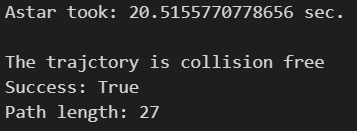 Astar took: 20.5155770778656 sec.
The trajctory is collision free
Success: True
Path length: 27